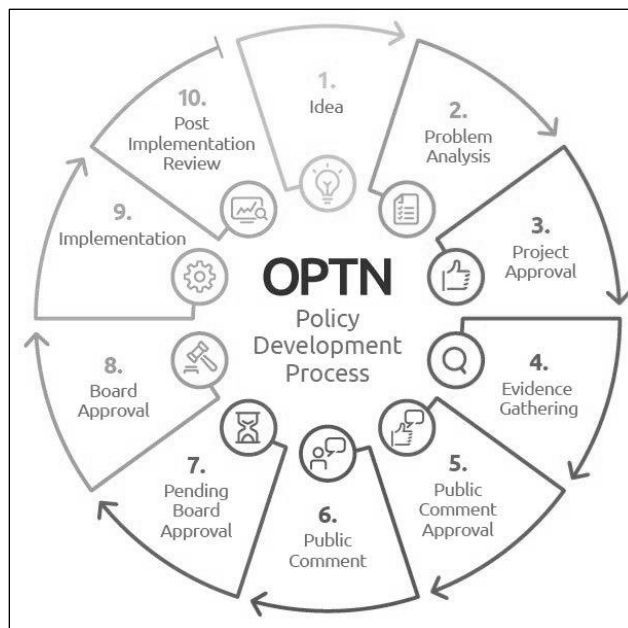 1.
Idea
2.
Problem
Analysis
3.
Project
Approval
4.
Evidence
Gathering
5.
Public
Comment
Approval
6.
Public
Comment
7.
Pending
Board
Approval
8.
Board
Approval
9.
Implementation
10.
Post
Implementation
Review
OPTN
Policy
Development
Process